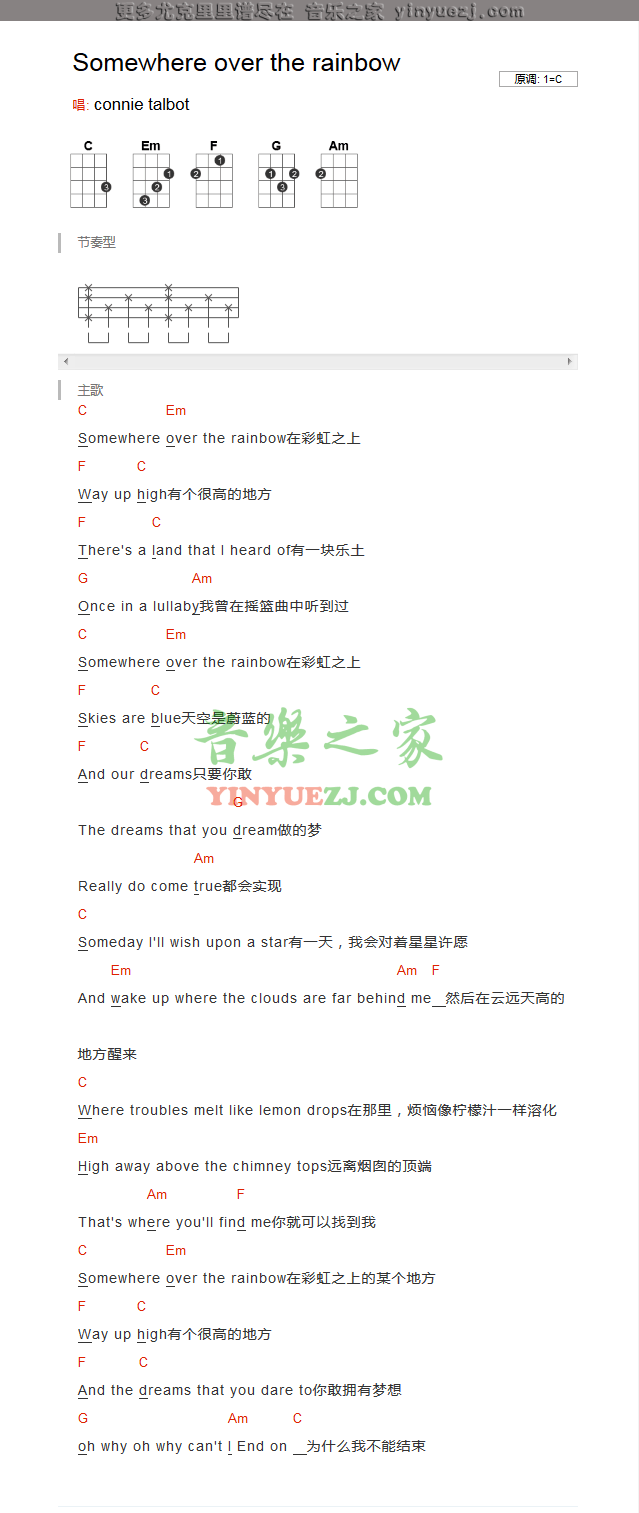 更多尤克里里谱尽在 音乐之家 yinyuezj.com
Somewhere over the rainbow
原调: 1=C
唱: connie talbot
C Em F G Am
3 1 2 3 1 2 1 2 3 2
节奏型
主歌
C Em
Somewhere over the rainbow在彩虹之上
F C
Way up high有个很高的地方
F C
There's a land that I heard of有一块乐土
G Am
Once in a lullaby我曾在摇篮曲中听到过
C Em
Somewhere over the rainbow在彩虹之上
F C
Skies are blue天空是蔚蓝的
音樂之家
F C
And our dreams只要你敢
YINYUEZJ.COM
G
The dreams that you dream做的梦
Am
Really do come true都会实现
C
Someday I'll wish upon a star有一天，我会对着星星许愿
Em Am F
And wake up where the clouds are far behind me__然后在云远天高的
地方醒来
C
Where troubles melt like lemon drops在那里，烦恼像柠檬汁一样溶化
Em
High away above the chimney tops远离烟囱的顶端
Am F
That's where you'll find me你就可以找到我
C Em
Somewhere over the rainbow在彩虹之上的某个地方
F C
Way up high有个很高的地方
F C
And the dreams that you dare to你敢拥有梦想
G Am C
oh why oh why can't I End on __为什么我不能结束